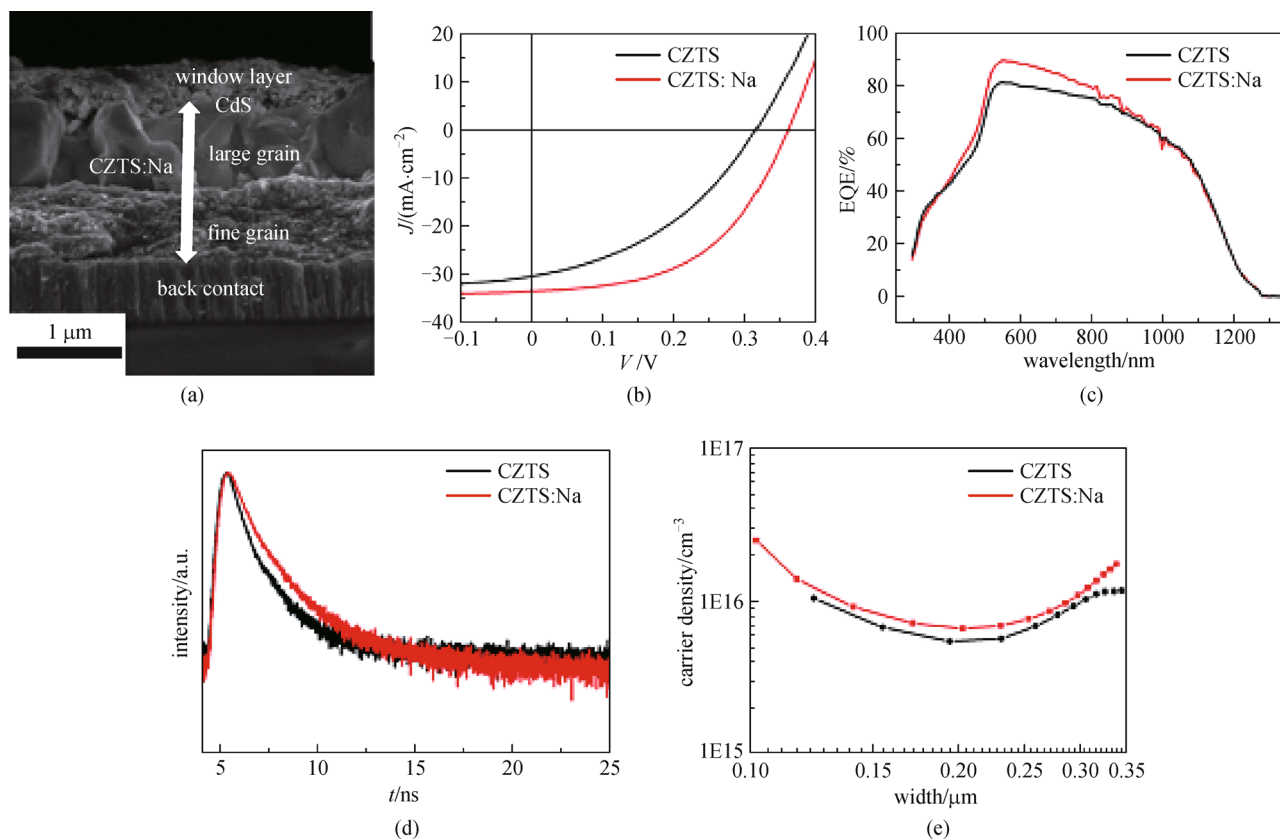 window layer
CdS
CZTS:Na
large grain
fine grain
back contact
1 μm
(a)
20
10
0
−10
−20
−30
−40
−0.1
0
0.1
0.2
0.3
0.4
J/(mA·cm⁻²)
V/V
CZTS
CZTS: Na
(b)
100
80
60
40
20
0
400
600
800
1000
1200
EQE/%
wavelength/nm
CZTS
CZTS:Na
(c)
intensity/a.u.
5
10
15
20
25
t/ns
CZTS
CZTS:Na
(d)
1E17
1E16
1E15
carrier density/cm⁻³
0.10
0.15
0.20
0.25
0.30
0.35
width/μm
CZTS
CZTS:Na
(e)